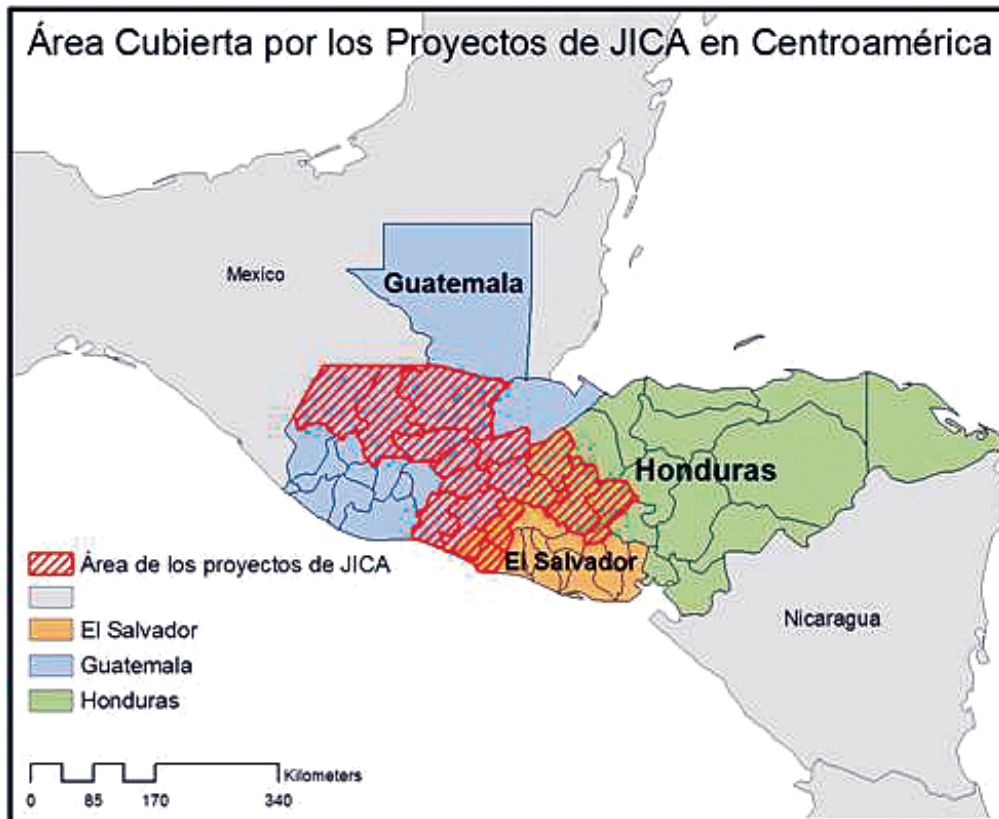 Área Cubierta por los Proyectos de JICA en Centroamérica
Mexico
Guatemala
Honduras
El Salvador
Nicaragua
Área de los proyectos de JICA
El Salvador
Guatemala
Honduras
Kilometers
0 85 170 340